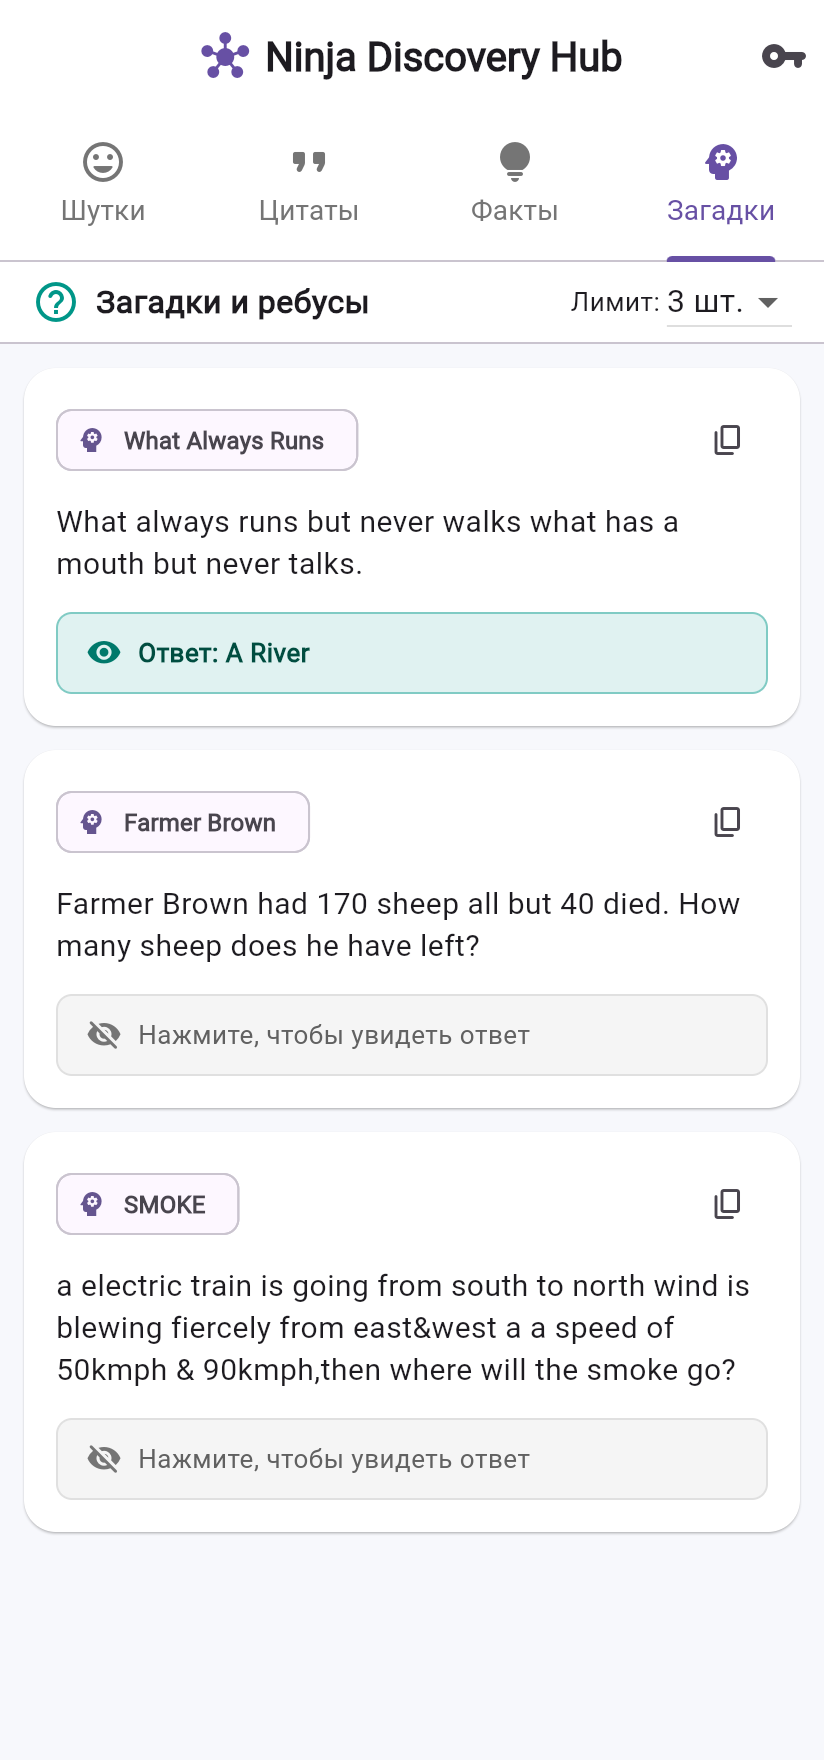 Ninja Discovery Hub
Шутки
Цитаты
Факты
Загадки
Загадки и ребусы
Лимит: 3 шт.
What Always Runs
What always runs but never walks what has a
mouth but never talks.
Ответ: A River
Farmer Brown
Farmer Brown had 170 sheep all but 40 died. How
many sheep does he have left?
Нажмите, чтобы увидеть ответ
SMOKE
a electric train is going from south to north wind is
blewing fiercely from east&west a a speed of
50kmph & 90kmph,then where will the smoke go?
Нажмите, чтобы увидеть ответ